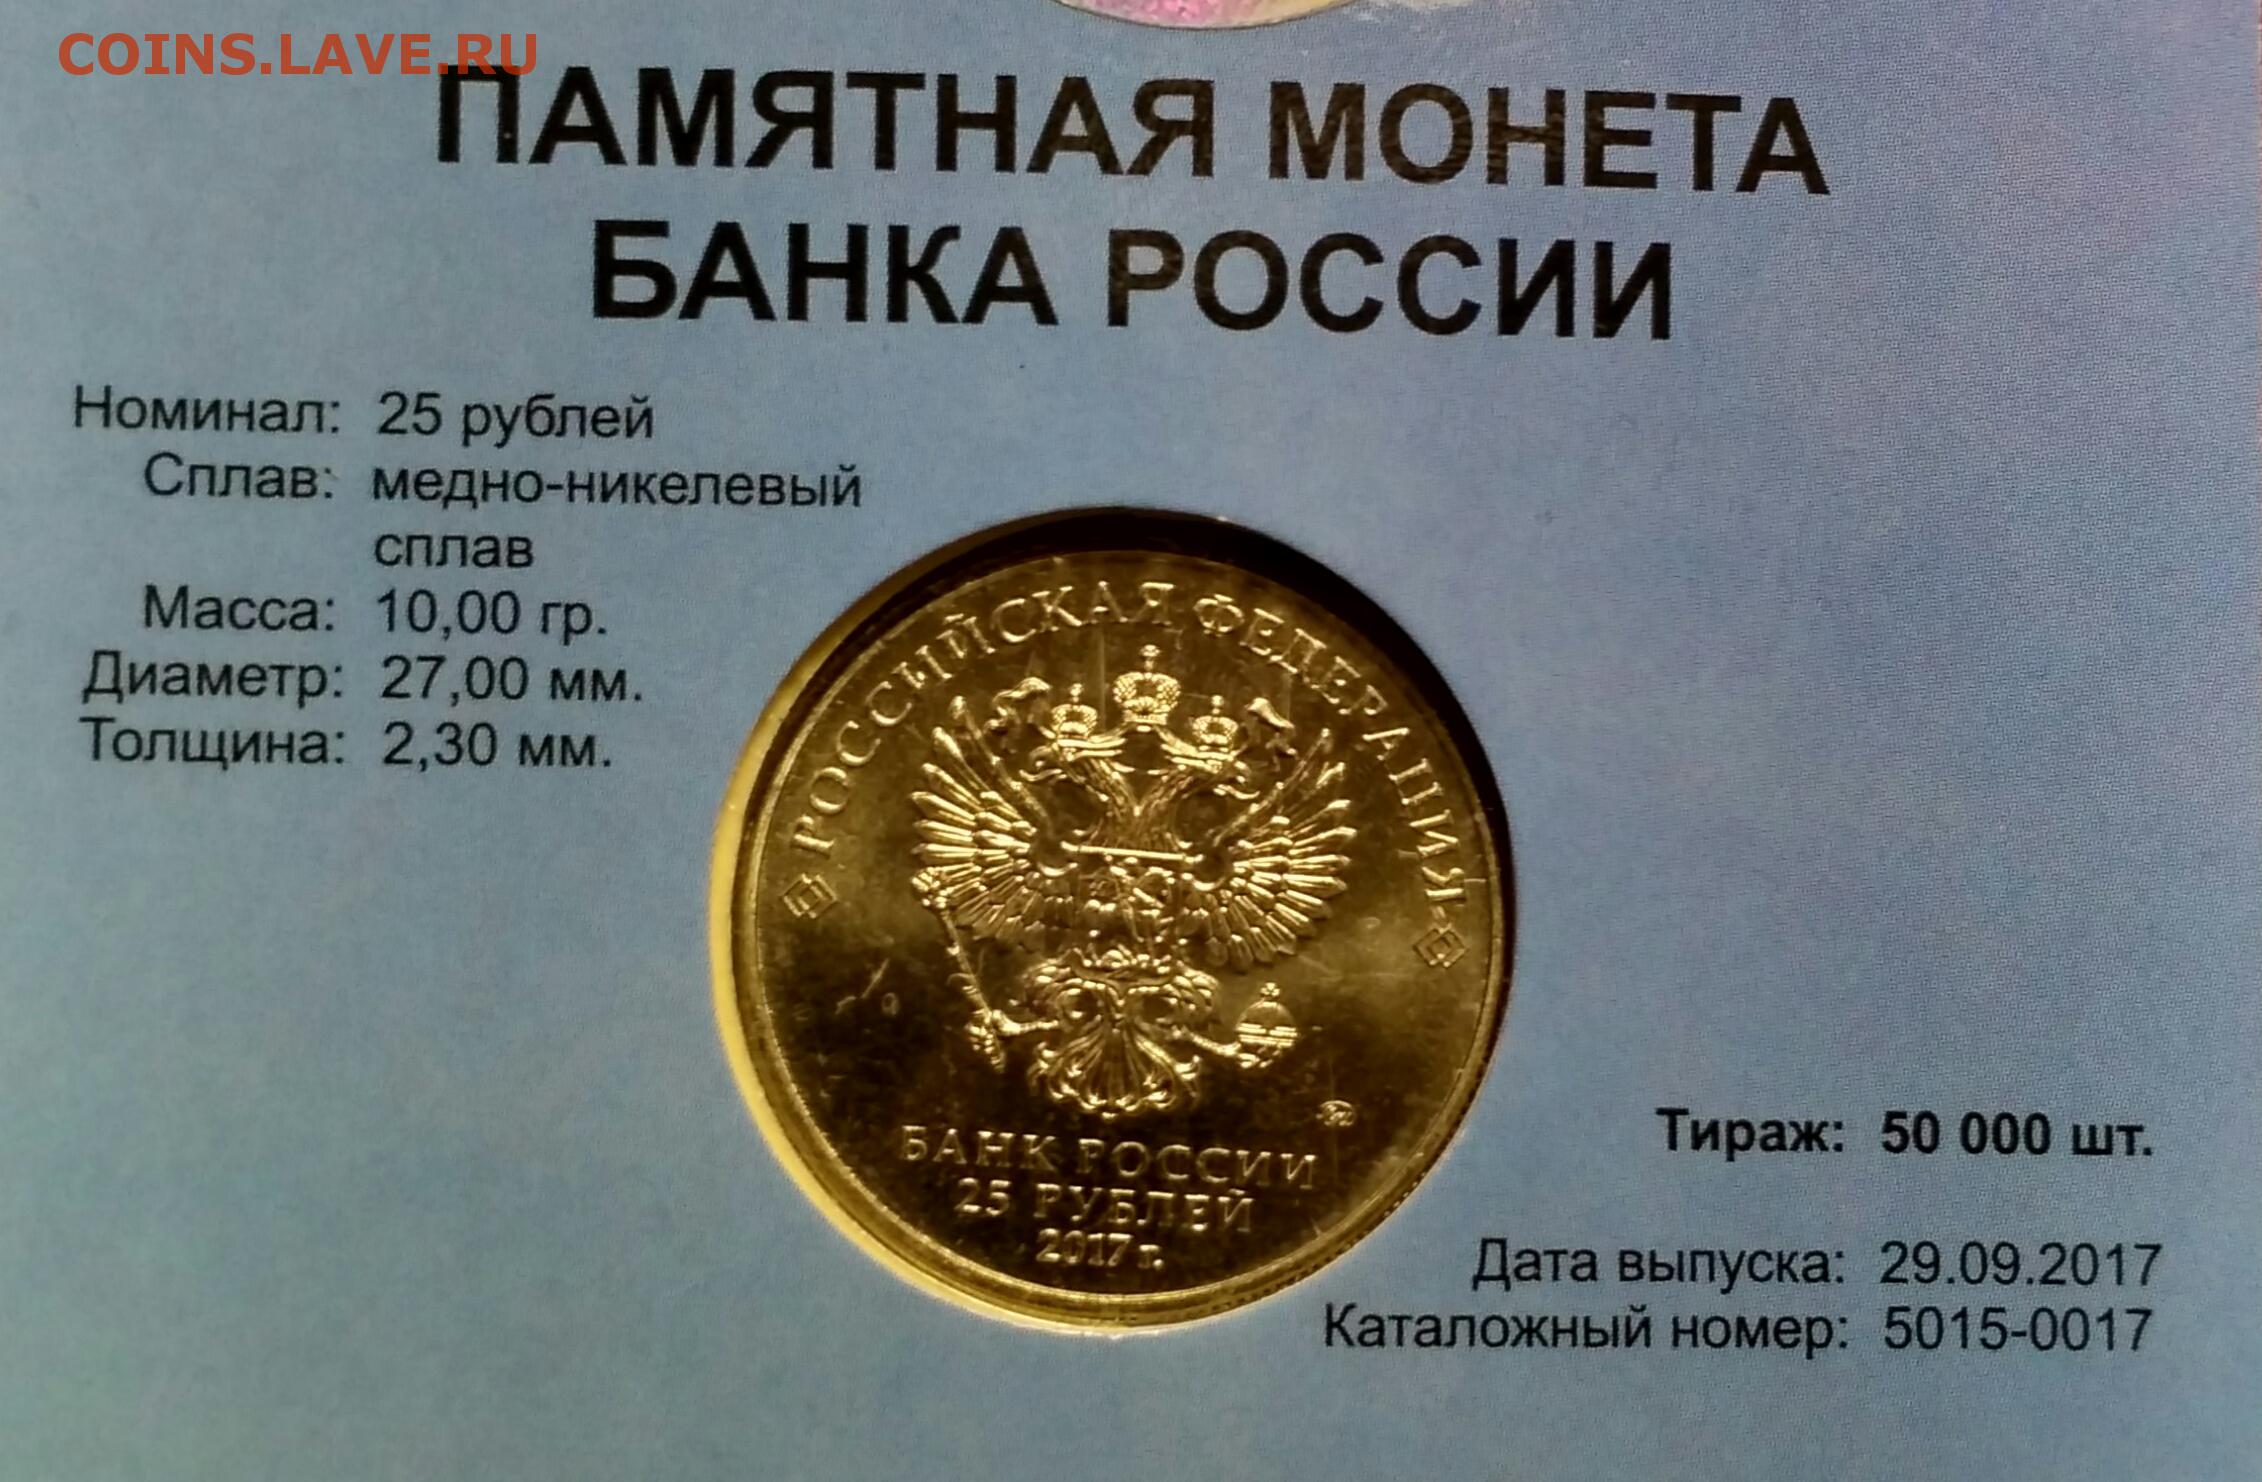 COINS.LAVE.RU
ПАМЯТНАЯ МОНЕТА
БАНКА РОССИИ
Номинал: 25 рублей
Сплав: медно-никелевый
сплав
Масса: 10,00 гр.
Диаметр: 27,00 мм.
Толщина: 2,30 мм.
РОССИЙСКАЯ ФЕДЕРАЦИЯ
БАНК РОССИИ
25 РУБЛЕЙ
2017 г.
Тираж: 50 000 шт.
Дата выпуска: 29.09.2017
Каталожный номер: 5015-0017